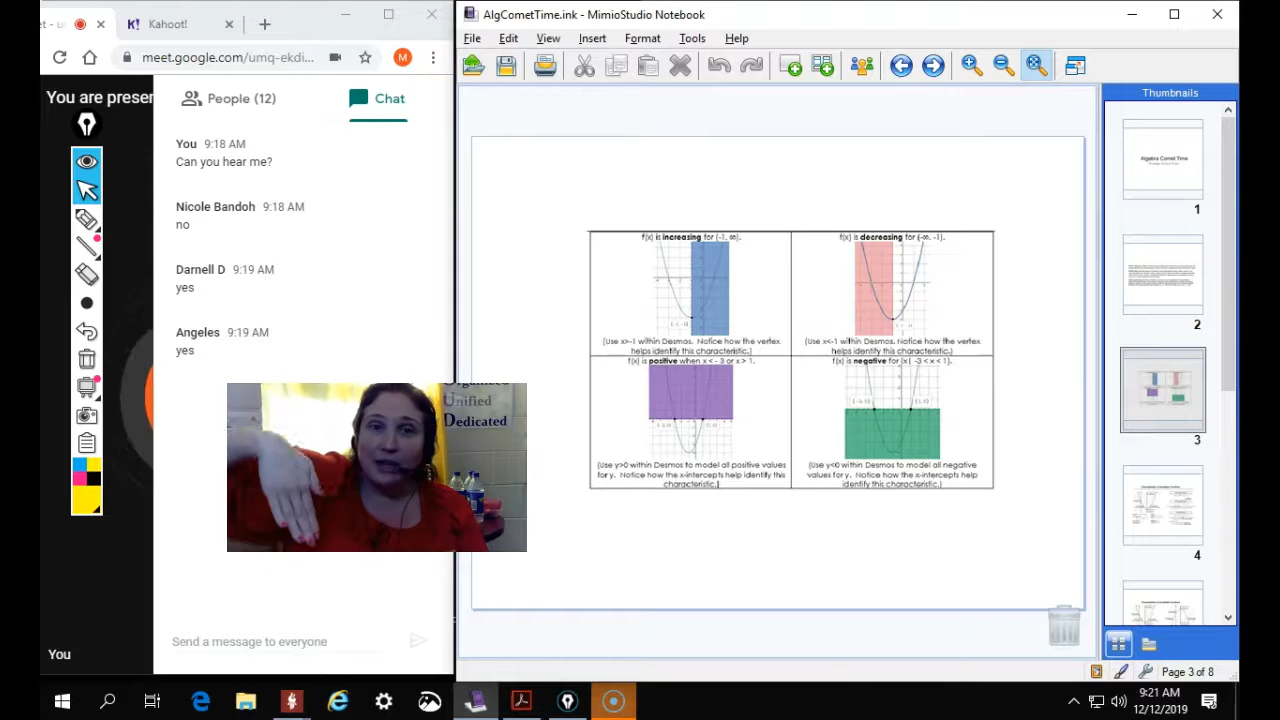 et - u
Kahoot!
meet.google.com/umq-ekdi...
M
You are presen
People (12)
Chat
You 9:18 AM
Can you hear me?
Nicole Bandoh 9:18 AM
no
Darnell D 9:19 AM
yes
Angeles 9:19 AM
yes
Unified
Dedicated
Send a message to everyone
You
AlgCometTime.ink - MimioStudio Notebook
File Edit View Insert Format Tools Help
f(x) is increasing for (-1, ∞).
(Use x>-1 within Desmos. Notice how the vertex
helps identify this characteristic.)
f(x) is decreasing for (-∞, -1).
(Use x<-1 within Desmos. Notice how the vertex
helps identify this characteristic.)
f(x) is positive when x < - 3 or x > 1.
(Use y>0 within Desmos to model all positive values
for y. Notice how the x-intercepts help identify this
characteristic.)
f(x) is negative for {x| -3 < x < 1}.
(Use y<0 within Desmos to model all negative
values for y. Notice how the x-intercepts help
identify this characteristic.)
Thumbnails
Algebra Comet Time
1
2
3
4
Page 3 of 8
9:21 AM
12/12/2019